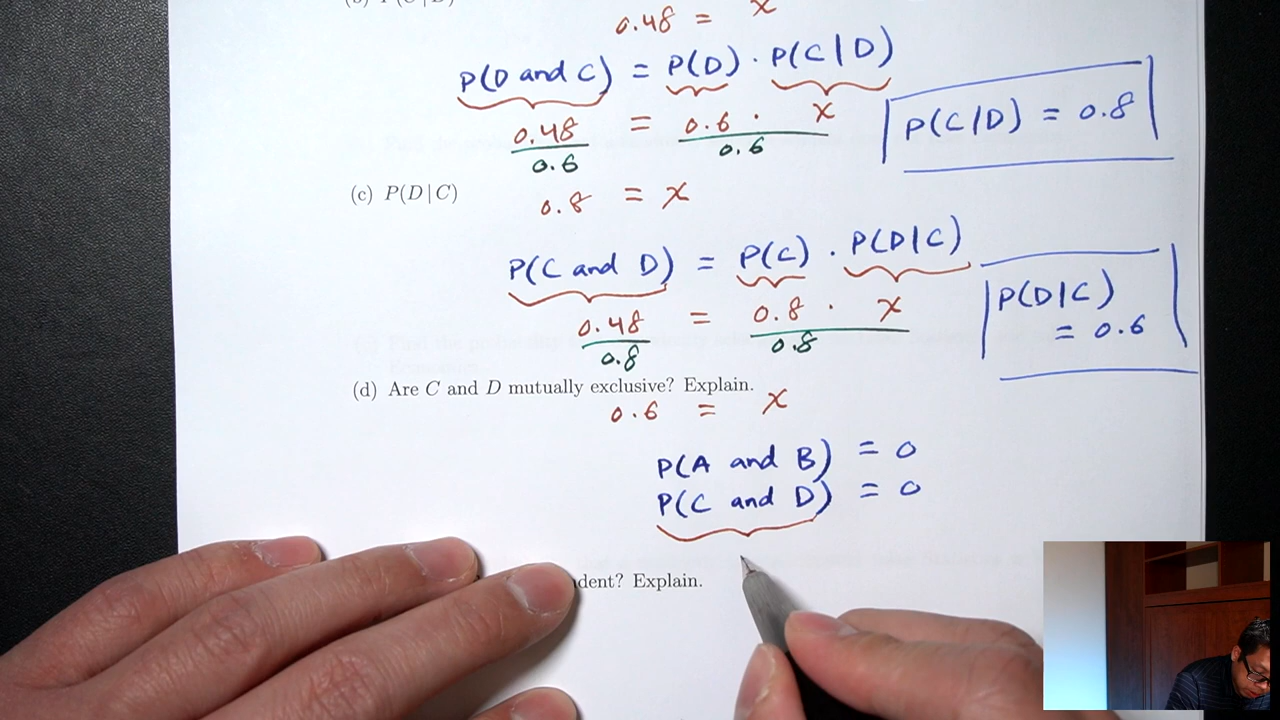 0.48 = x
P(D and C) = P(D) · P(C|D)
0.48 = 0.6 · x
0.6 0.6
P(C|D) = 0.8
(c) P(D|C)
0.8 = x
P(C and D) = P(C) · P(D|C)
0.48 = 0.8 · x
0.8 0.8
P(D|C)
= 0.6
(d) Are C and D mutually exclusive? Explain.
0.6 = x
P(A and B) = 0
P(C and D) = 0
dent? Explain.